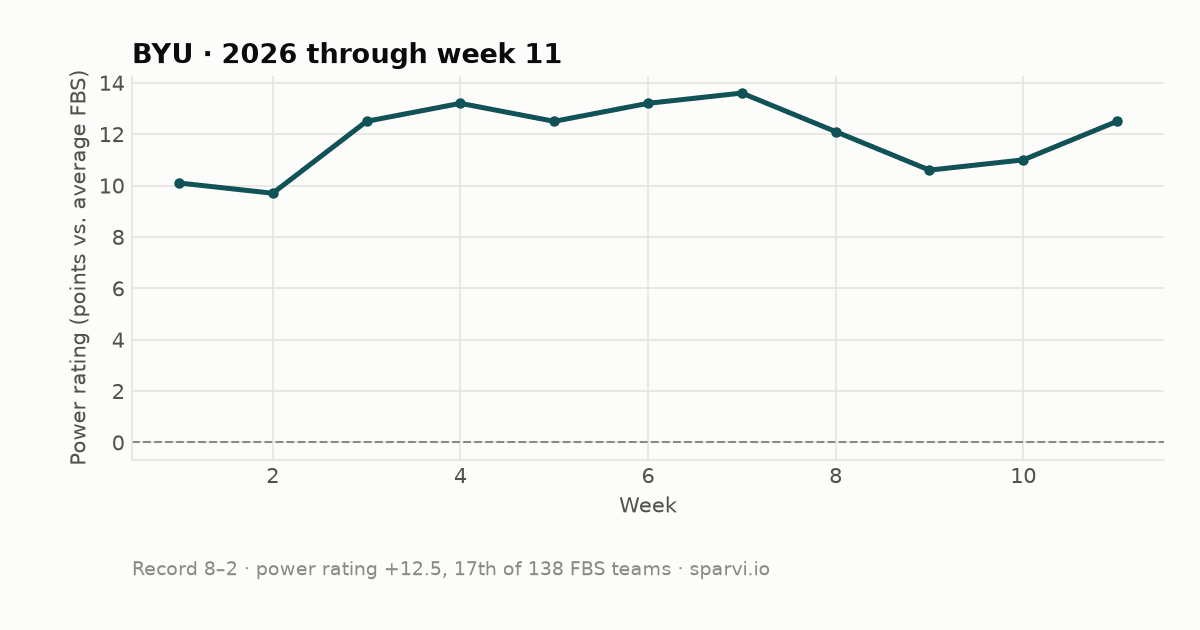 BYU · 2026 through week 11
Power rating (points vs. average FBS)
14
12
10
8
6
4
2
0
2 4 6 8 10
Week
Record 8–2 · power rating +12.5, 17th of 138 FBS teams · sparvi.io